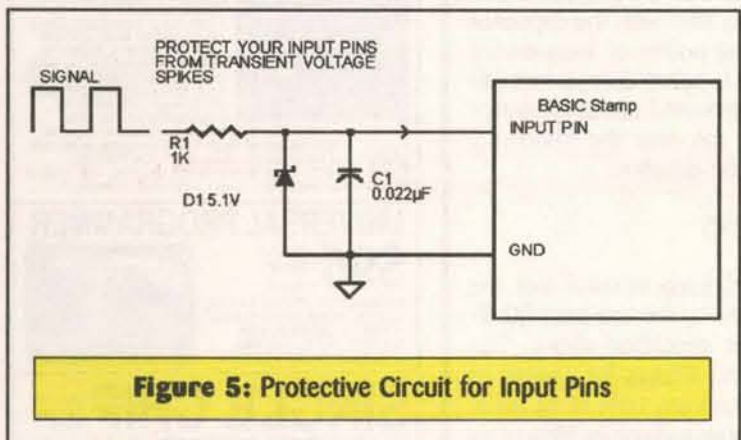 PROTECT YOUR INPUT PINS
FROM TRANSIENT VOLTAGE
SPIKES
SIGNAL
R1
1K
D1 5.1V
C1
0.022µF
BASIC Stamp
INPUT PIN
GND
Figure 5: Protective Circuit for Input Pins